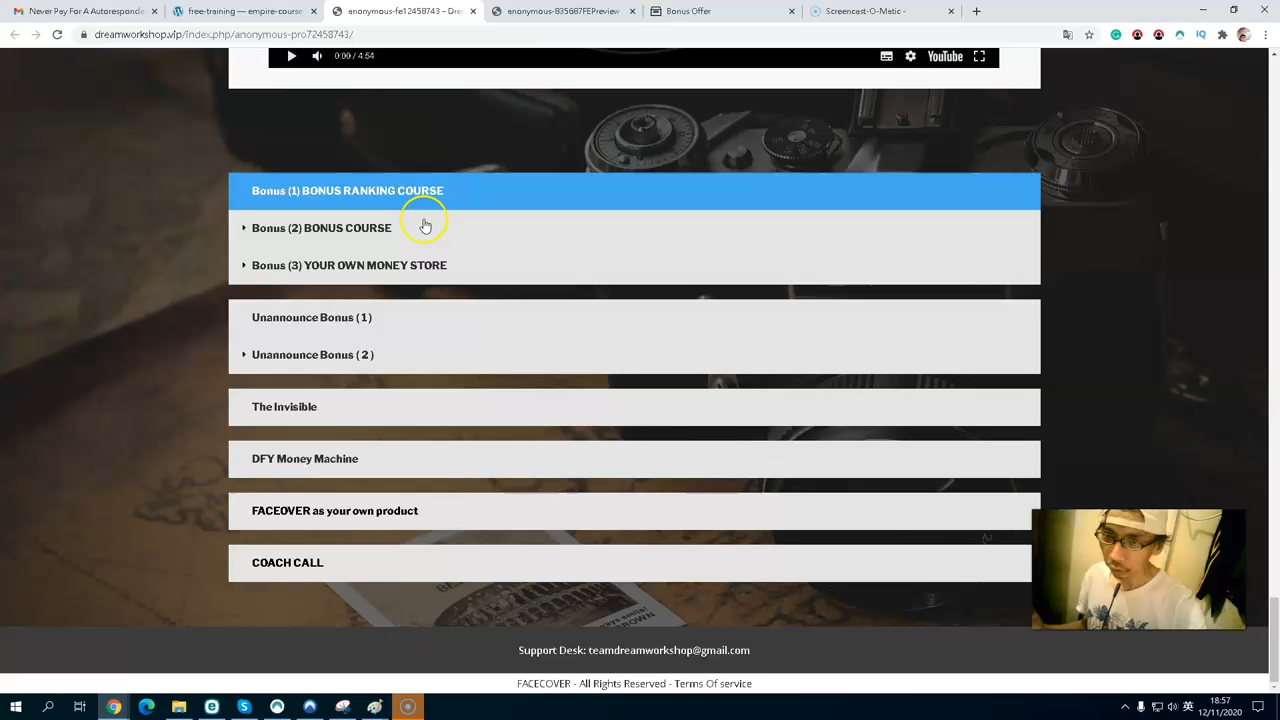 Never Pay For A Autoresponde
free-training — empire-course
anonymous-fe12458743 – Dre
anonymous-835687FEPreview
Bonus Offer
Screencast-O-Matic -
dreamworkshop.vip/index.php/anonymous-pro72458743/
0:00 / 4:54
YouTube
Bonus (1) BONUS RANKING COURSE
Bonus (2) BONUS COURSE
Bonus (3) YOUR OWN MONEY STORE
Unannounce Bonus ( 1 )
Unannounce Bonus ( 2 )
The Invisible
DFY Money Machine
FACEOVER as your own product
COACH CALL
Support Desk: teamdreamworkshop@gmail.com
FACECOVER - All Rights Reserved - Terms Of service
英
18:57
12/11/2020